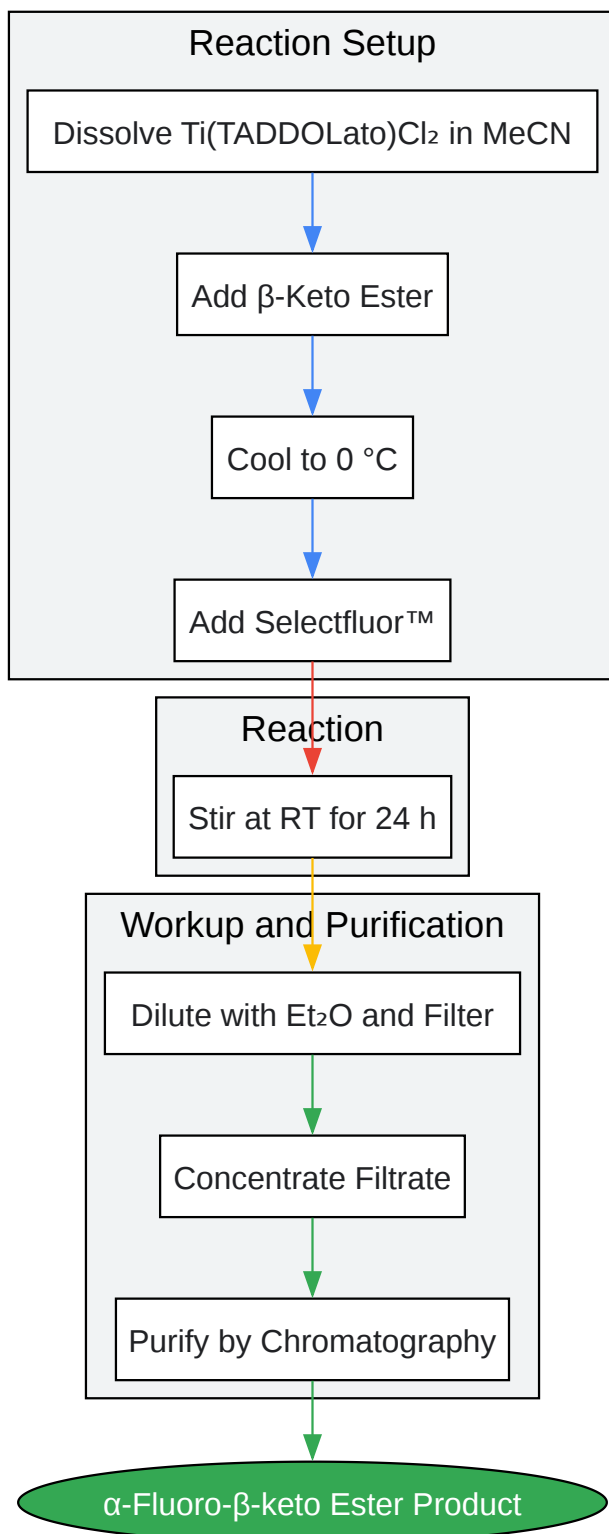 Reaction Setup
Dissolve Ti(TADDOLato)Cl₂ in MeCN
Add β-Keto Ester
Cool to 0 °C
Add Selectfluor™
Reaction
Stir at RT for 24 h
Workup and Purification
Dilute with Et₂O and Filter
Concentrate Filtrate
Purify by Chromatography
α-Fluoro-β-keto Ester Product